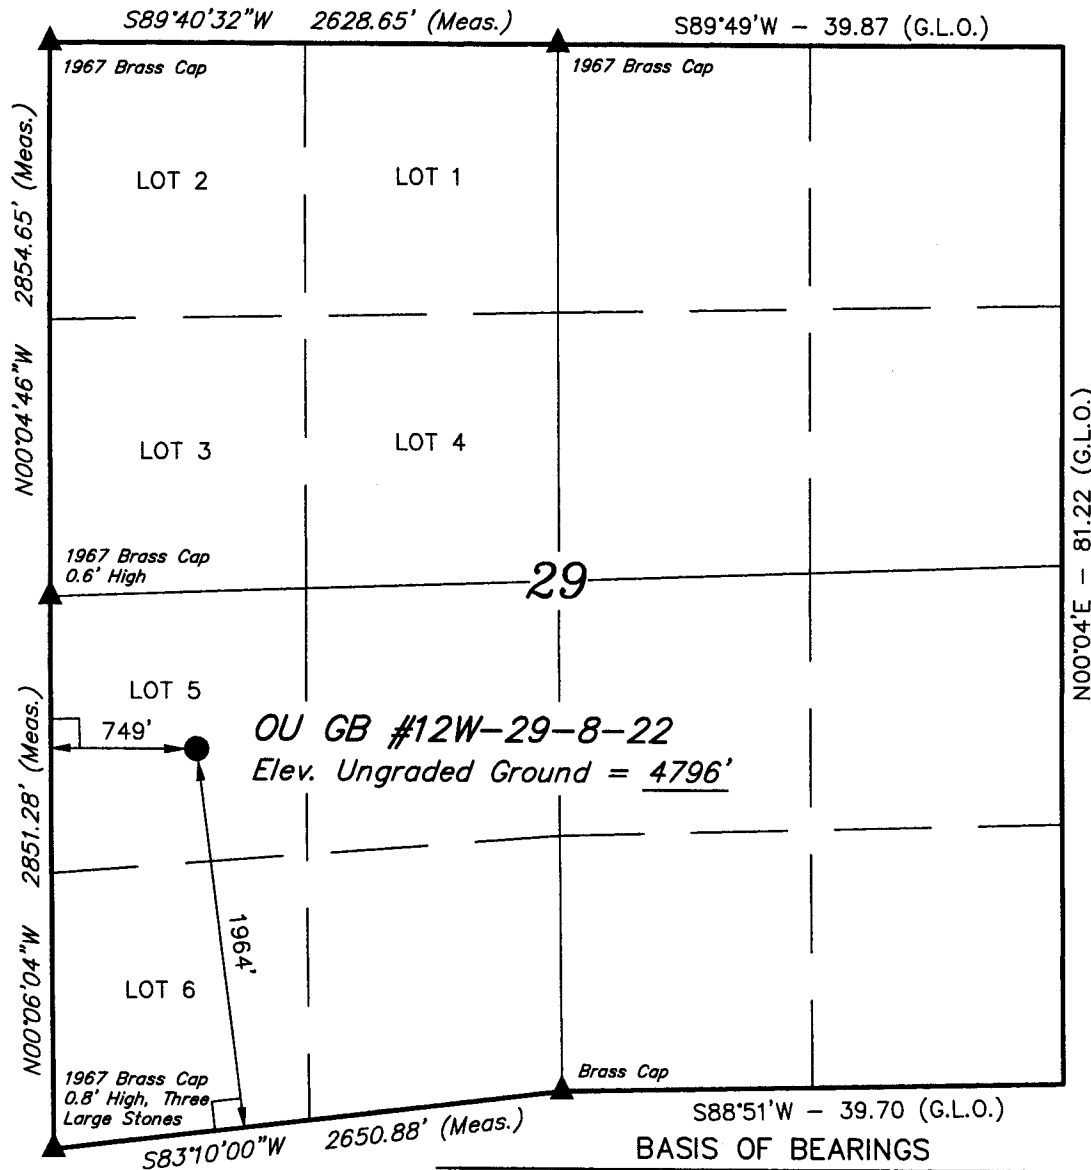 S89°40'32"W 2628.65' (Meas.)
S89°49'W – 39.87 (G.L.O.)
1967 Brass Cap
1967 Brass Cap
N00°04'46"W 2854.65' (Meas.)
LOT 2
LOT 1
LOT 3
LOT 4
N00°04'E – 81.22 (G.L.O.)
1967 Brass Cap
0.6' High
29
LOT 5
749'
OU GB #12W-29-8-22
Elev. Ungraded Ground = 4796'
N00°06'04"W 2851.28' (Meas.)
1964'
LOT 6
1967 Brass Cap
0.8' High, Three
Large Stones
Brass Cap
S83°10'00"W 2650.88' (Meas.)
S88°51'W – 39.70 (G.L.O.)
BASIS OF BEARINGS